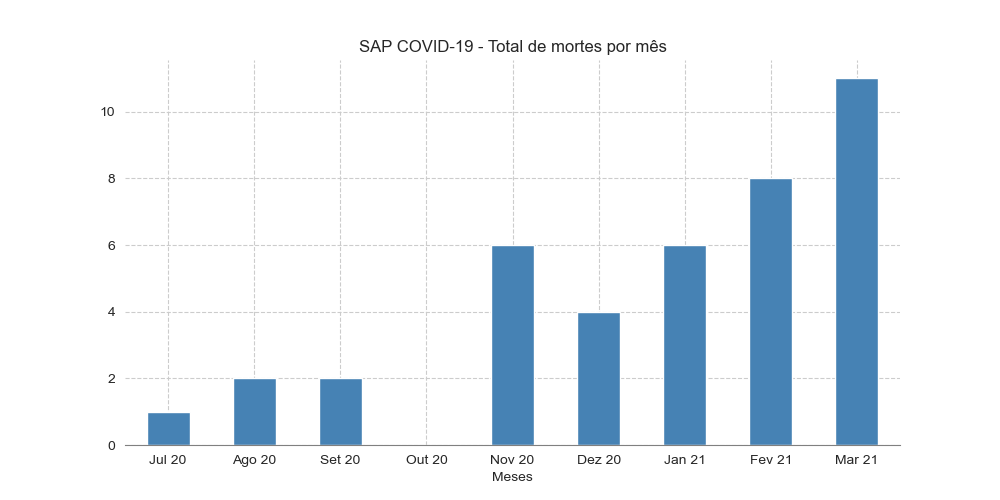 SAP COVID-19 - Total de mortes por mês
10
8
6
4
2
0
Jul 20 Ago 20 Set 20 Out 20 Nov 20 Dez 20 Jan 21 Fev 21 Mar 21
Meses